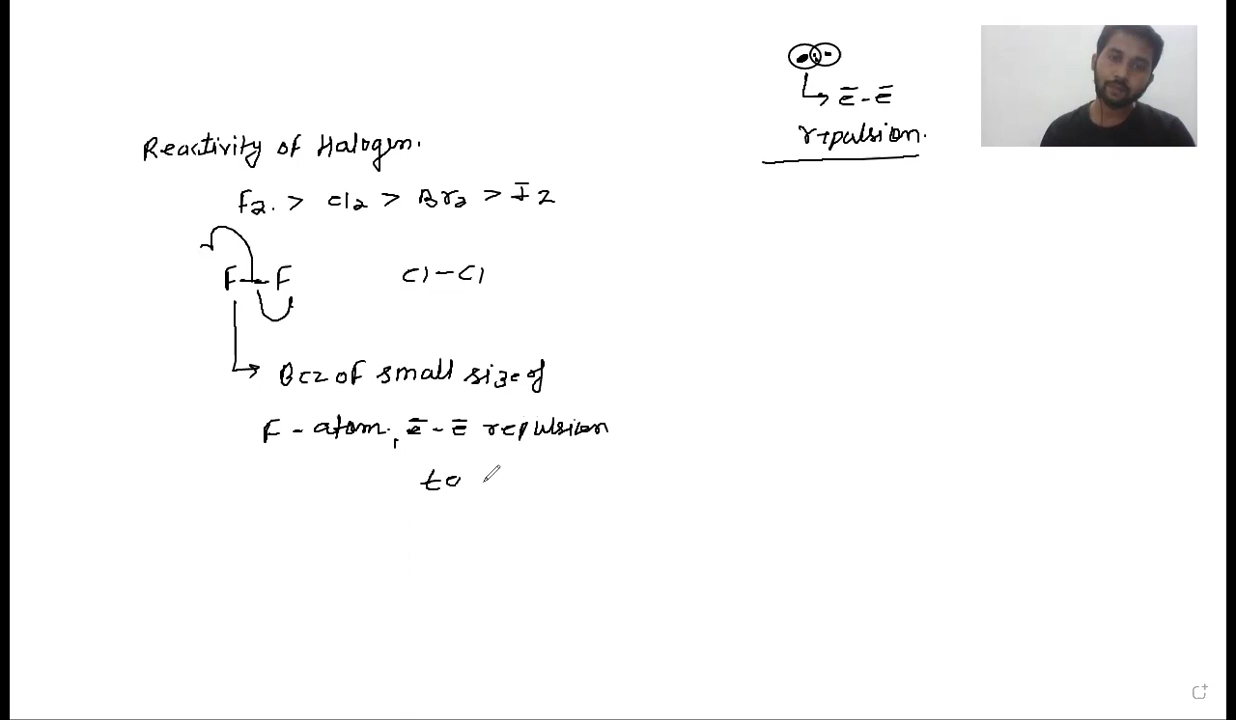 ē-ē
repulsion.
Reactivity of Halogen.
F2. > Cl2 > Br2 > I2
F-F Cl-Cl
Bcz of small size of
F-atom, ē-ē repulsion
to